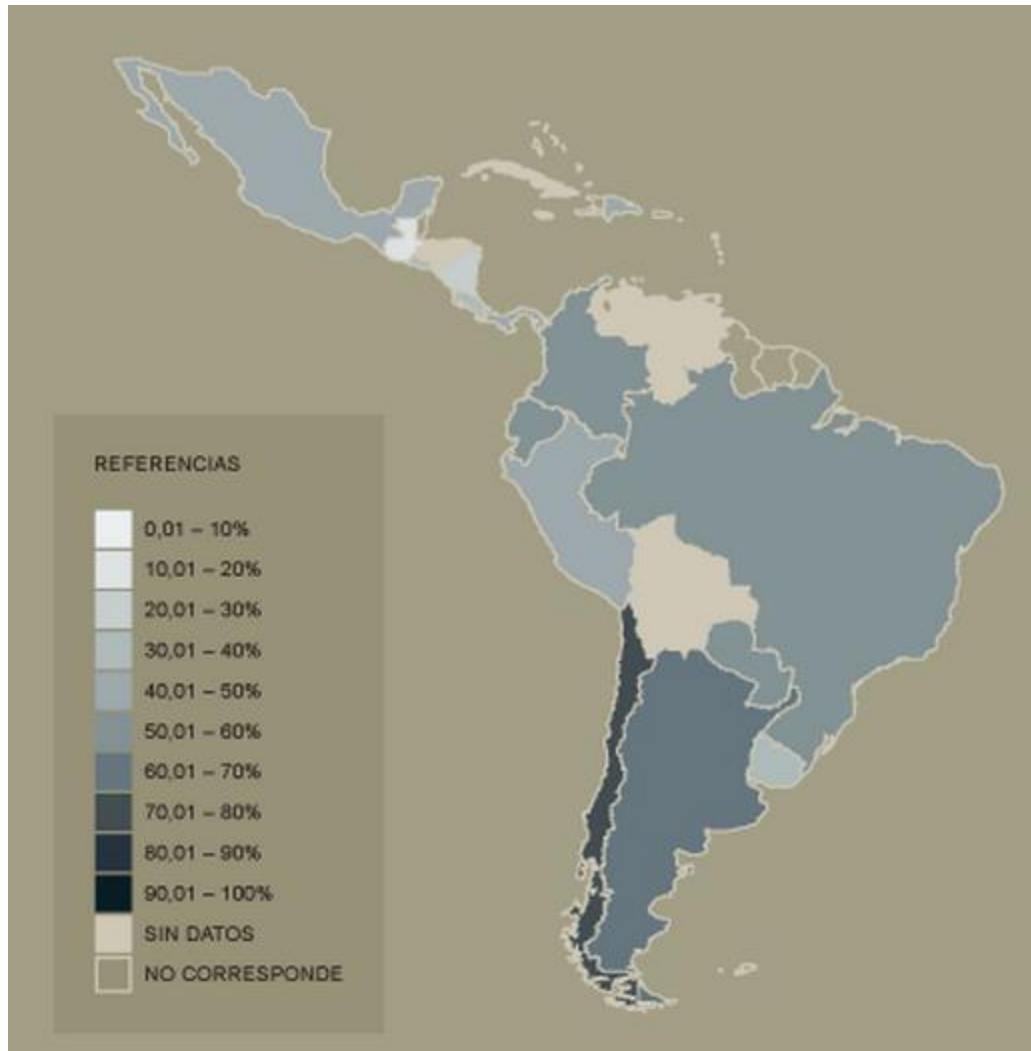 REFERENCIAS
0,01 – 10%
10,01 – 20%
20,01 – 30%
30,01 – 40%
40,01 – 50%
50,01 – 60%
60,01 – 70%
70,01 – 80%
80,01 – 90%
90,01 – 100%
SIN DATOS
NO CORRESPONDE